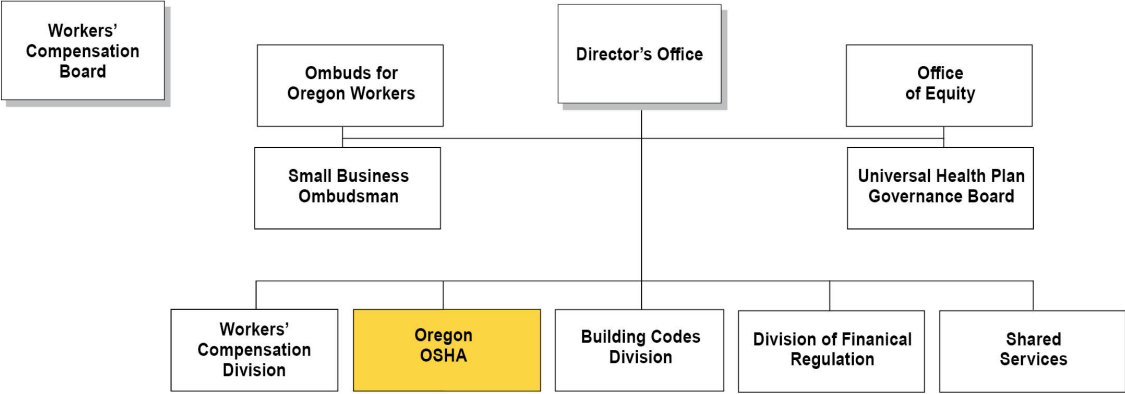 Workers’
Compensation
Board
Ombuds for
Oregon Workers
Director’s Office
Office
of Equity
Small Business
Ombudsman
Universal Health Plan
Governance Board
Workers’
Compensation
Division
Oregon
OSHA
Building Codes
Division
Division of Finanical
Regulation
Shared
Services